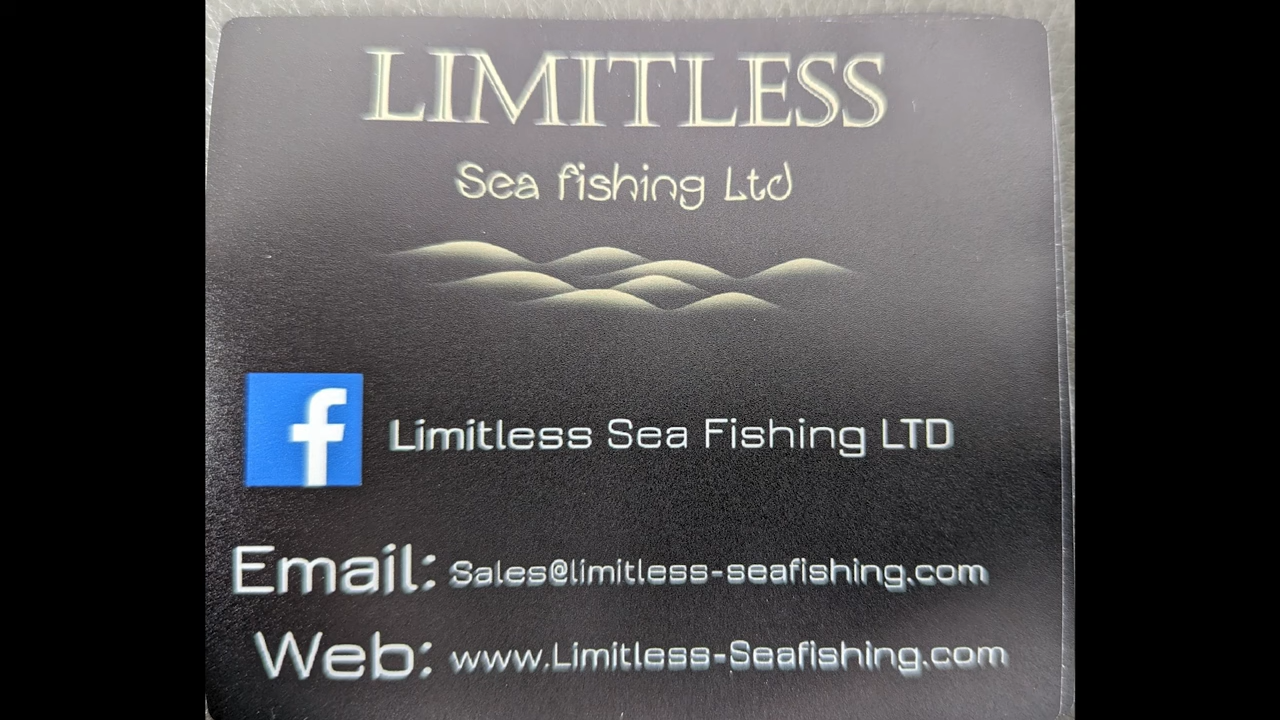 LIMITLESS
Sea fishing Ltd
f Limitless Sea Fishing LTD
Email: Sales@limitless-seafishing.com
Web: www.Limitless-Seafishing.com